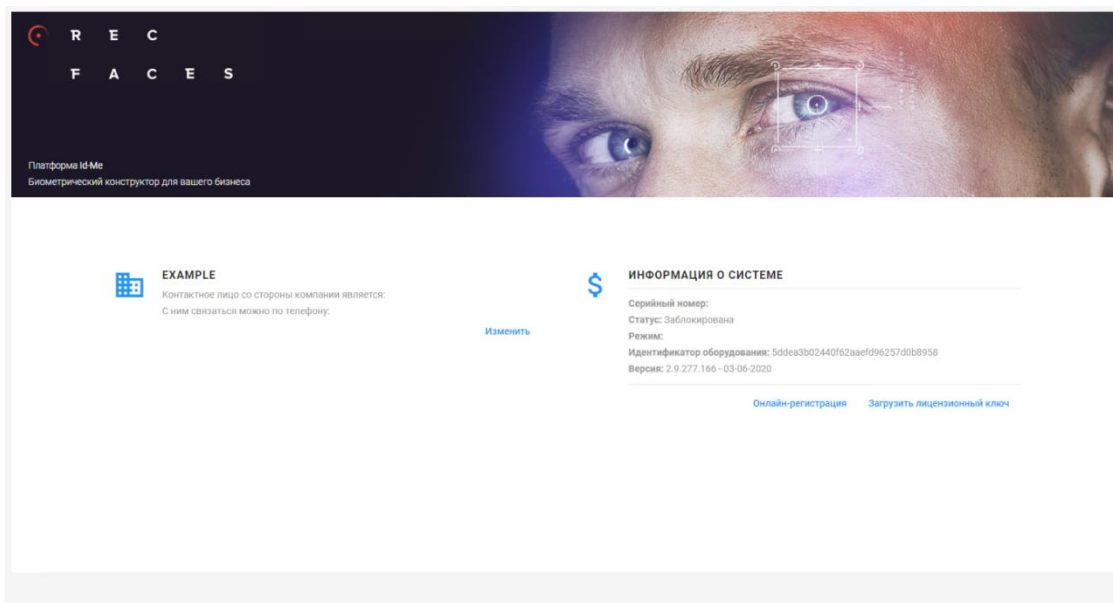 REC
FACES
Платформа Id-Me
Биометрический конструктор для вашего бизнеса
EXAMPLE
Контактное лицо со стороны компании является:
С ним связаться можно по телефону:
Изменить
ИНФОРМАЦИЯ О СИСТЕМЕ
Серийный номер:
Статус: Заблокирована
Режим:
Идентификатор оборудования: 5ddea3b02440f62aaefd96257d0b8958
Версия: 2.9.277.166 - 03-06-2020
Онлайн-регистрация Загрузить лицензионный ключ